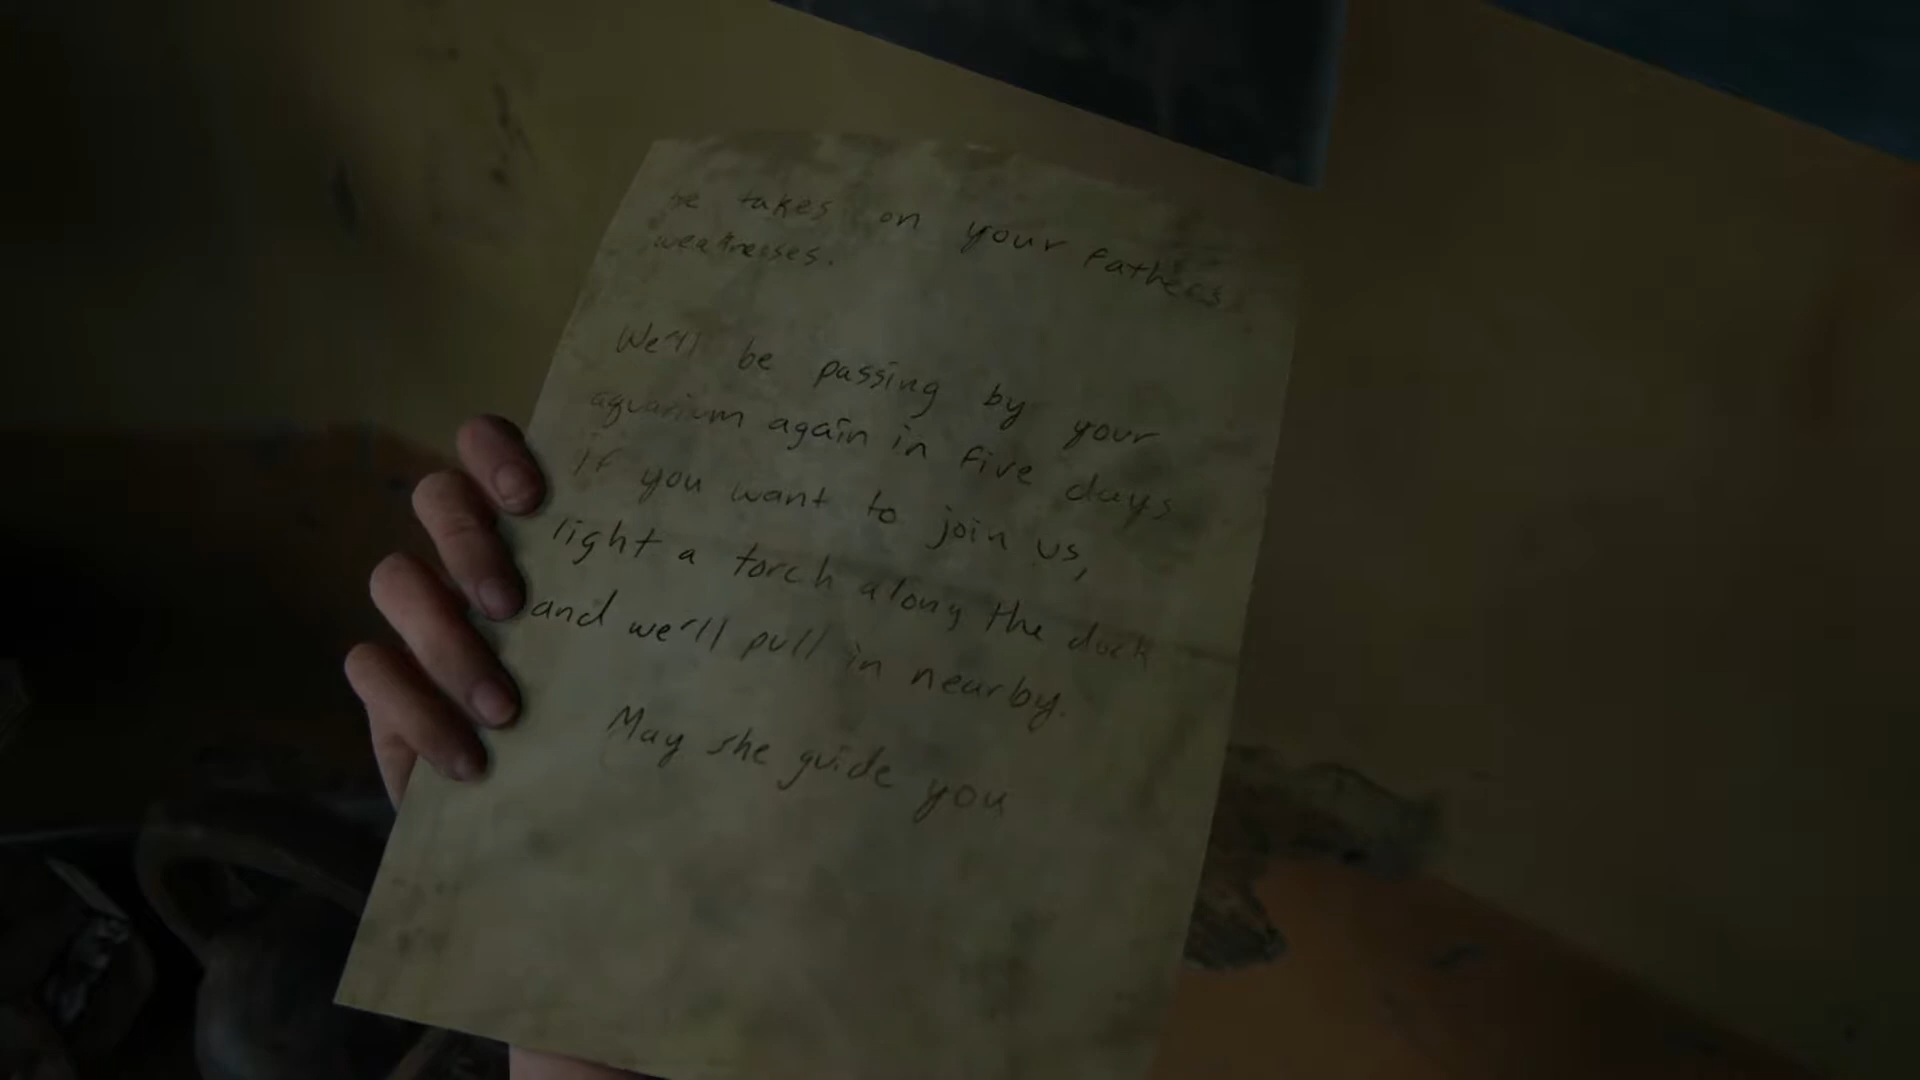 be takes on your fathers
weaknesses.
We'll be passing by your
aquarium again in five days
if you want to join us,
light a torch along the dock
and we'll pull in nearby.
May she guide you